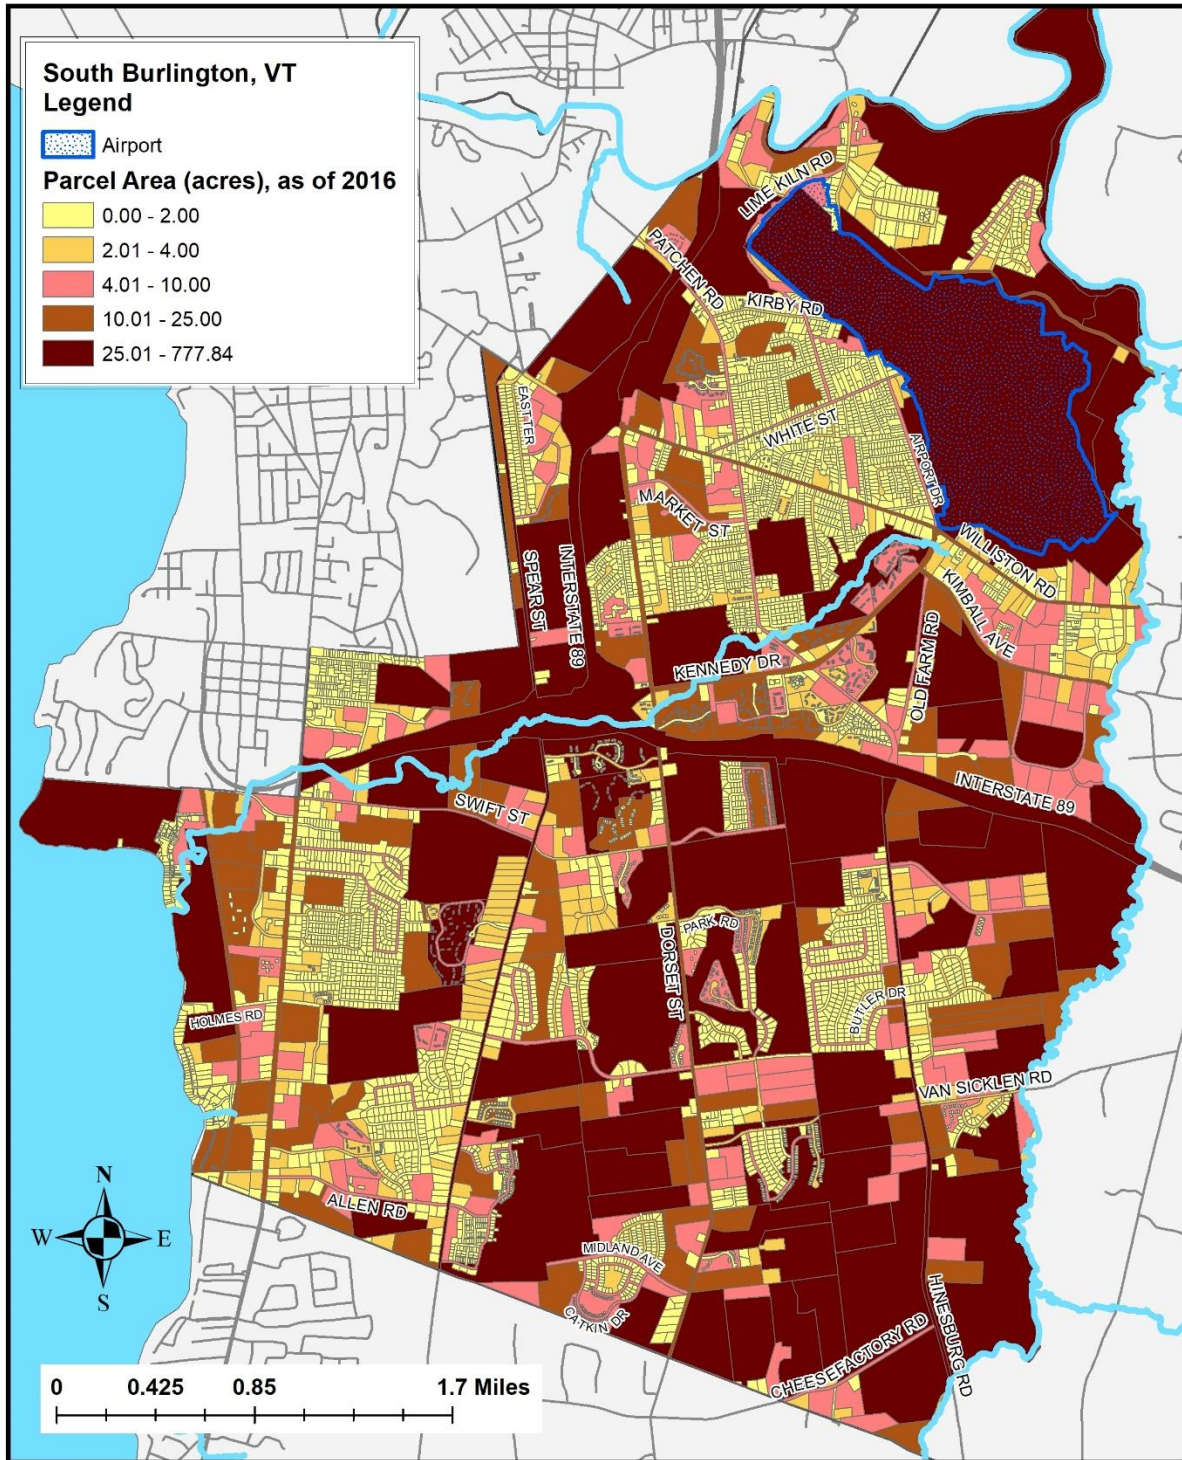 South Burlington, VT
Legend
Airport
Parcel Area (acres), as of 2016
0.00 - 2.00
2.01 - 4.00
4.01 - 10.00
10.01 - 25.00
25.01 - 777.84
LIME KILN RD
PATCHEN RD
KIRBY RD
EAST TER
WHITE ST
AIRPORT DR
MARKET ST
WILLISTON RD
SPEAR ST
INTERSTATE 89
KIMBALL AVE
KENNEDY DR
OLD FARM RD
INTERSTATE 89
SWIFT ST
PARK RD
DORSET ST
BUTLER DR
HOLMES RD
VAN SICKLEN RD
ALLEN RD
MIDLAND AVE
CATKIN DR
HINESBURG RD
CHEESEFACTORY RD
N
W
E
S
0 0.425 0.85 1.7 Miles